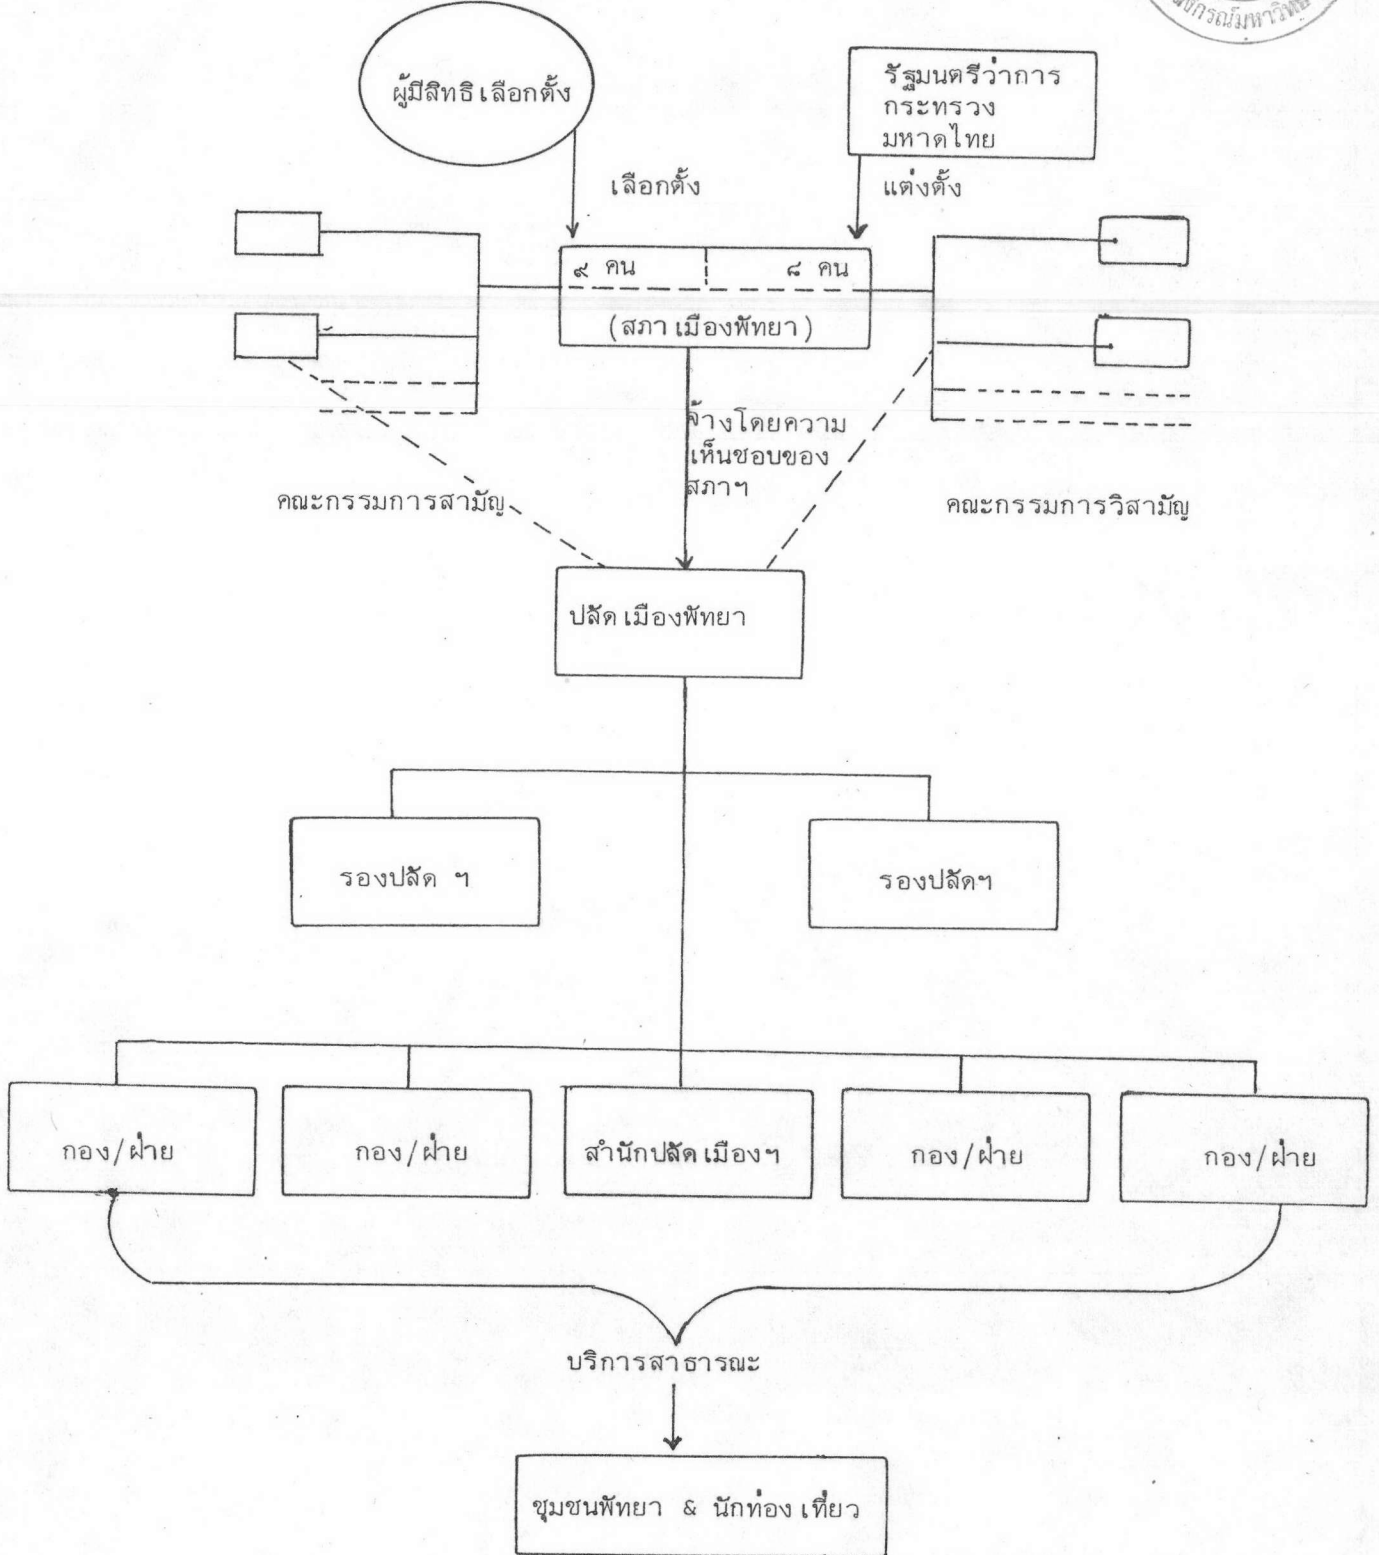 ผู้มีสิทธิเลือกตั้ง
รัฐมนตรีว่าการ
กระทรวง
มหาดไทย
เลือกตั้ง
แต่งตั้ง
๙ คน
๘ คน
(สภาเมืองพัทยา)
จ้างโดยความ
เห็นชอบของ
สภาฯ
คณะกรรมการสามัญ
คณะกรรมการวิสามัญ
ปลัดเมืองพัทยา
รองปลัด ฯ
รองปลัดฯ
กอง/ฝ่าย
กอง/ฝ่าย
สำนักปลัดเมืองฯ
กอง/ฝ่าย
กอง/ฝ่าย
บริการสาธารณะ
ชุมชนพัทยา & นักท่องเที่ยว